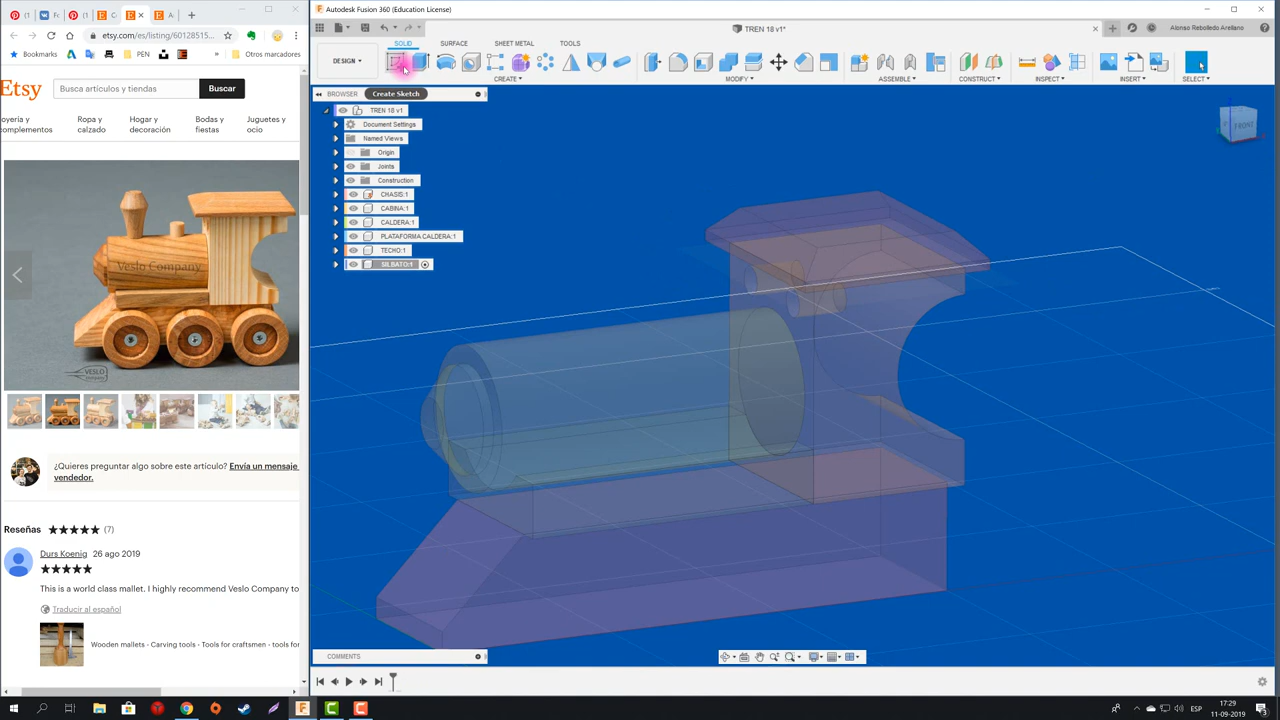 etsy.com/es/listing/60128515...
Bookmarks
PEN
Otros marcadores
Etsy
Busca artículos y tiendas
Buscar
Ropa y
calzado
Hogar y
decoración
Bodas y
fiestas
Juguetes y
ocio
Veslo Company
VESLO
¿Quieres preguntar algo sobre este artículo? Envía un mensaje
vendedor.
Reseñas (7)
Durs Koenig 26 ago 2019
This is a world class mallet. I highly recommend Veslo Company to
Traducir al español
Wooden mallets - Carving tools - Tools for craftsmen - tools
Autodesk Fusion 360 (Education License)
TREN 18 v1*
Alonso Rebolledo Arellano
SOLID
SURFACE
SHEET METAL
TOOLS
DESIGN
CREATE
MODIFY
ASSEMBLE
CONSTRUCT
INSPECT
INSERT
SELECT
BROWSER
Create Sketch
TREN 18 v1
Document Settings
Named Views
Origin
Joints
Construction
CHASIS:1
CABINA:1
CALDERA:1
PLATAFORMA CALDERA:1
TECHO:1
SILBATO:1
FRONT
COMMENTS
ESP
17:29
11-09-2019